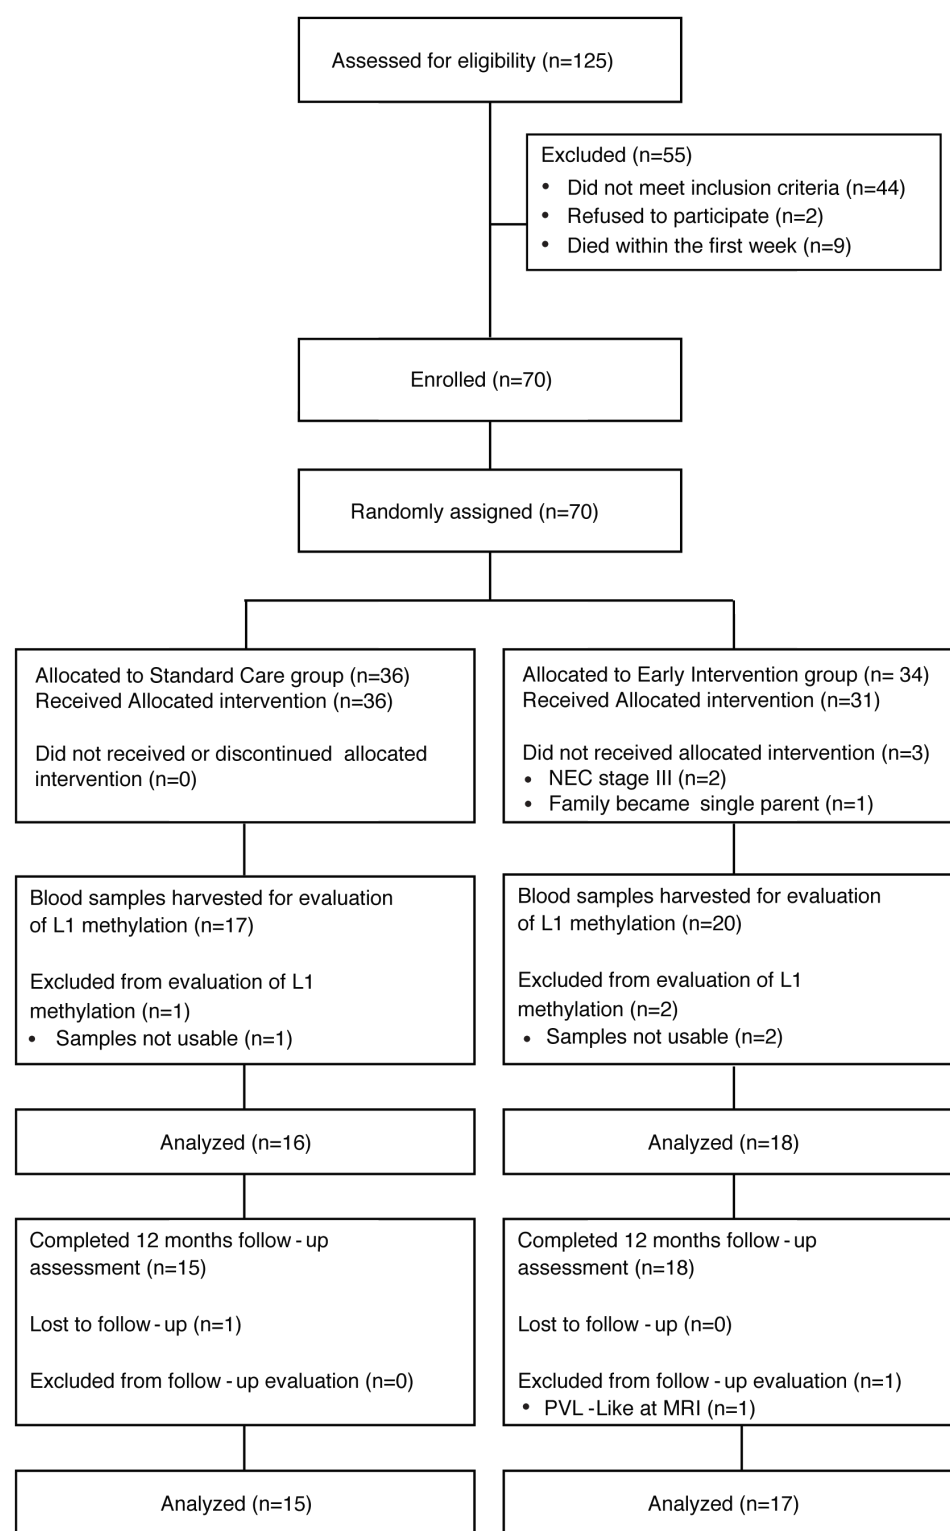 Assessed for eligibility (n=125)
Excluded (n=55)
• Did not meet inclusion criteria (n=44)
• Refused to participate (n=2)
• Died within the first week (n=9)
Enrolled (n=70)
Randomly assigned (n=70)
Allocated to Standard Care group (n=36)
Received Allocated intervention (n=36)
Did not received or discontinued allocated
intervention (n=0)
Allocated to Early Intervention group (n= 34)
Received Allocated intervention (n=31)
Did not received allocated intervention (n=3)
• NEC stage III (n=2)
• Family became single parent (n=1)
Blood samples harvested for evaluation
of L1 methylation (n=17)
Excluded from evaluation of L1
methylation (n=1)
• Samples not usable (n=1)
Blood samples harvested for evaluation
of L1 methylation (n=20)
Excluded from evaluation of L1
methylation (n=2)
• Samples not usable (n=2)
Analyzed (n=16)
Analyzed (n=18)
Completed 12 months follow-up
assessment (n=15)
Lost to follow-up (n=1)
Excluded from follow-up evaluation (n=0)
Completed 12 months follow-up
assessment (n=18)
Lost to follow-up (n=0)
Excluded from follow-up evaluation (n=1)
• PVL-Like at MRI (n=1)
Analyzed (n=15)
Analyzed (n=17)